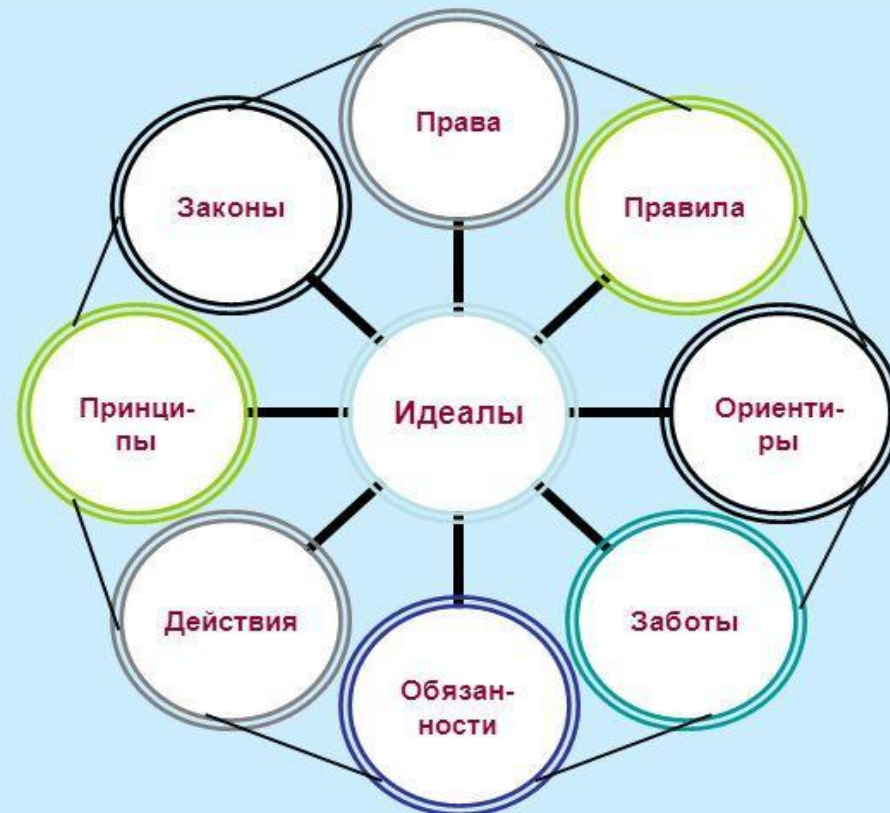 Права
Законы
Правила
Принци-
пы
Идеалы
Ориенти-
ры
Действия
Заботы
Обязан-
ности